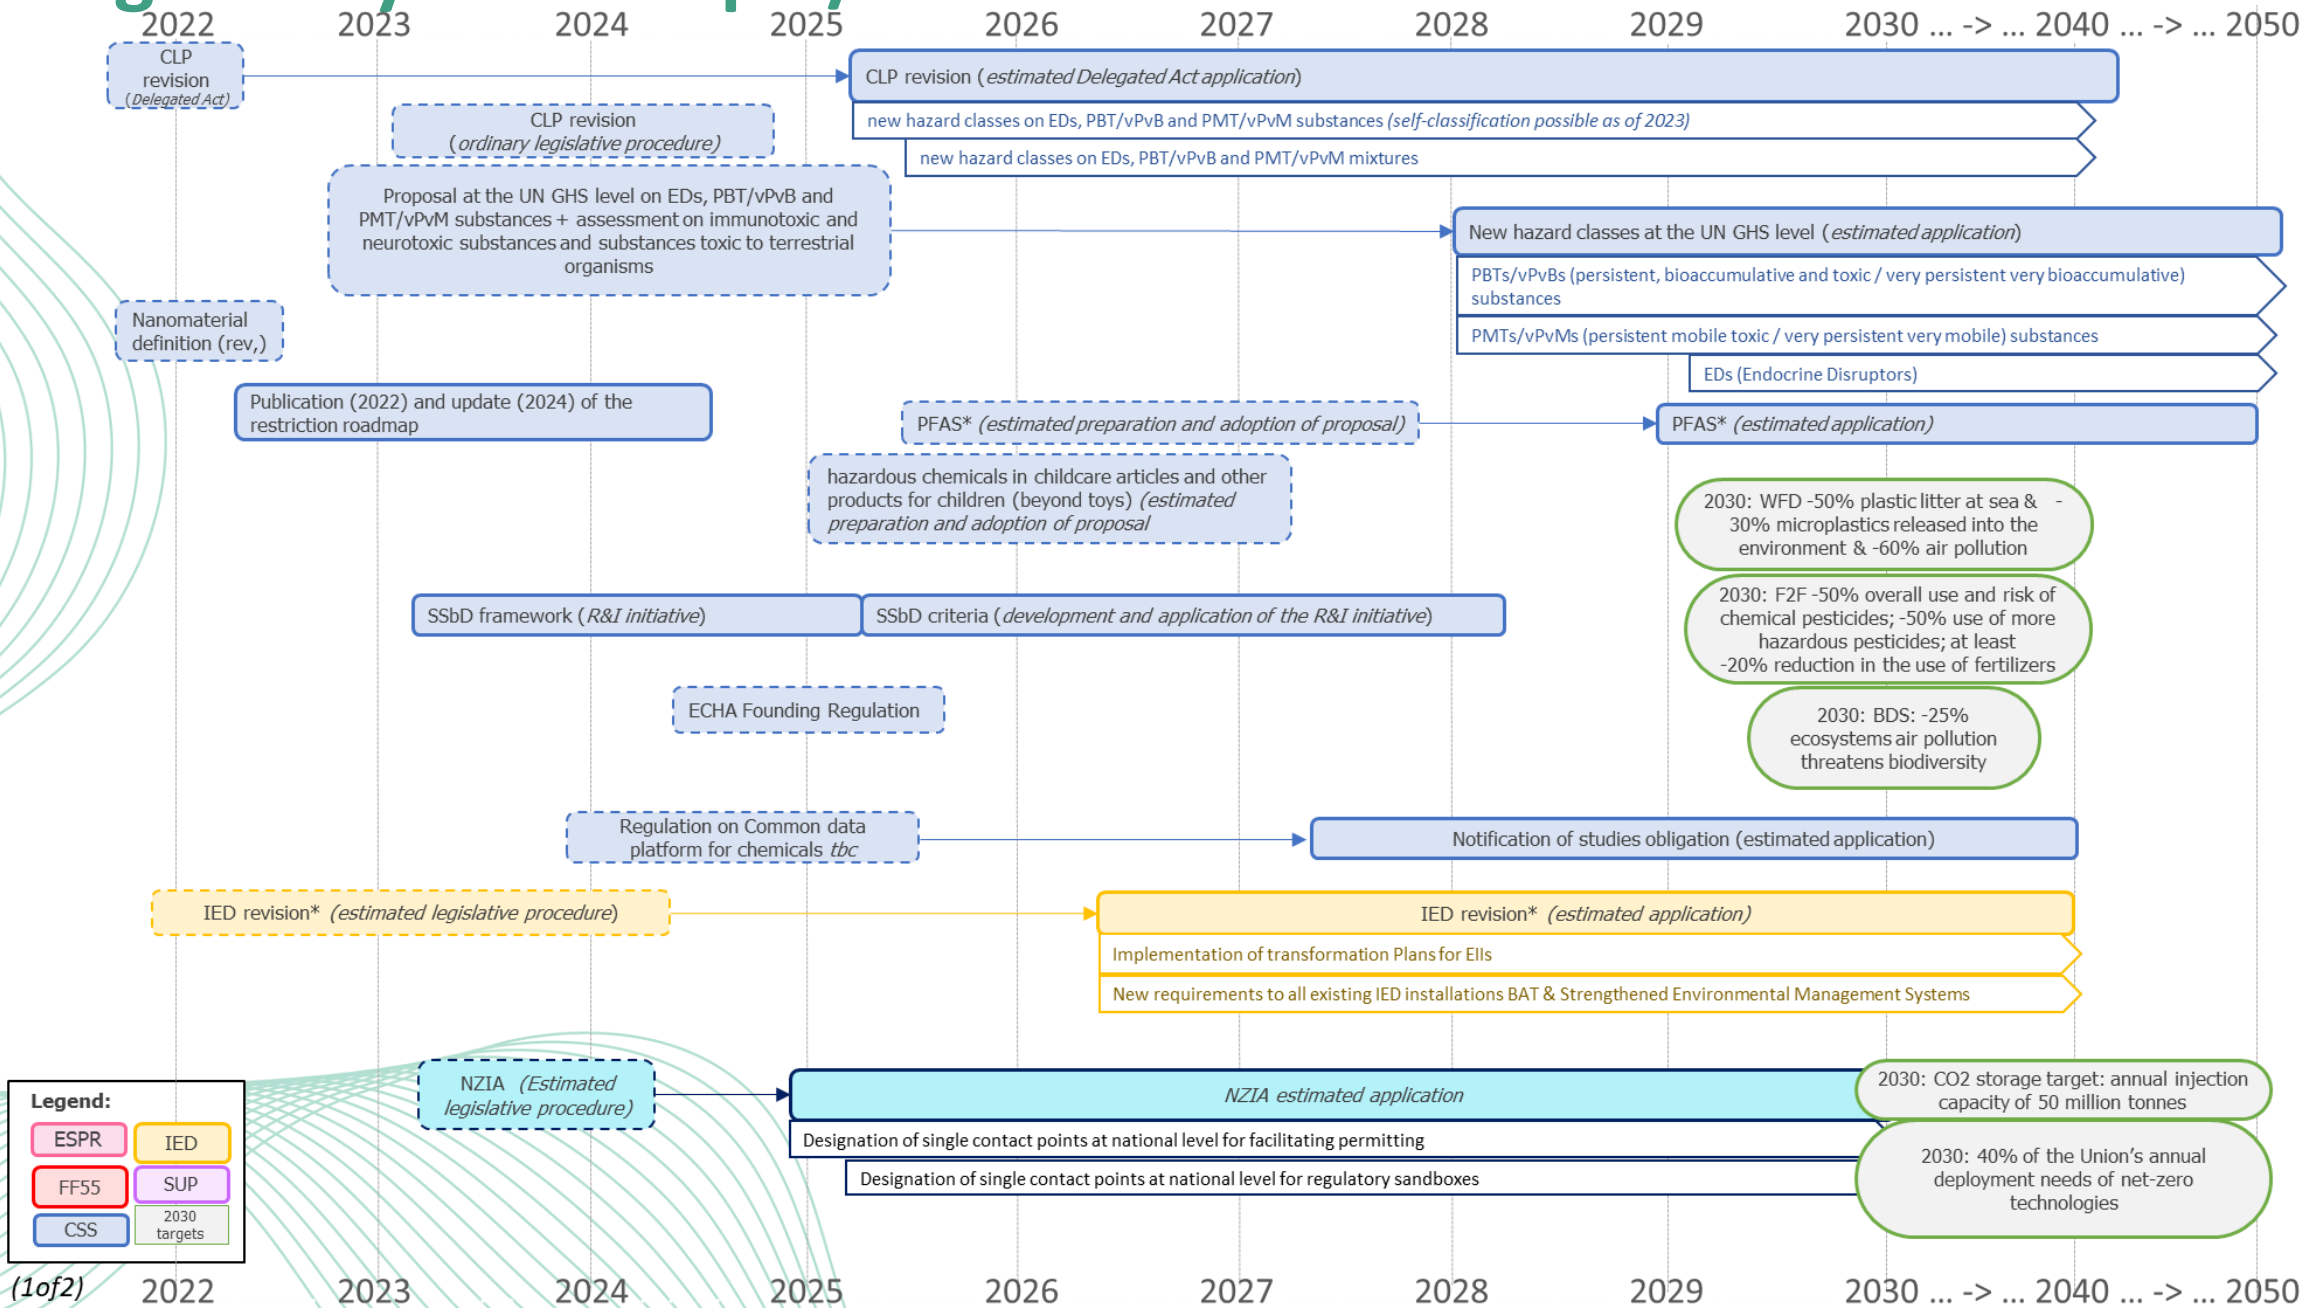 2022 2023 2024 2025 2026 2027 2028 2029 2030 ... -> ... 2040 ... -> ... 2050
CLP
revision
(Delegated Act)
CLP revision (estimated Delegated Act application)
new hazard classes on EDs, PBT/vPvB and PMT/vPvM substances (self-classification possible as of 2023)
new hazard classes on EDs, PBT/vPvB and PMT/vPvM mixtures
CLP revision
(ordinary legislative procedure)
Proposal at the UN GHS level on EDs, PBT/vPvB and
PMT/vPvM substances + assessment on immunotoxic and
neurotoxic substances and substances toxic to terrestrial
organisms
New hazard classes at the UN GHS level (estimated application)
PBTs/vPvBs (persistent, bioaccumulative and toxic / very persistent very bioaccumulative)
substances
PMTs/vPvMs (persistent mobile toxic / very persistent very mobile) substances
EDs (Endocrine Disruptors)
Nanomaterial
definition (rev,)
Publication (2022) and update (2024) of the
restriction roadmap
PFAS* (estimated preparation and adoption of proposal)
PFAS* (estimated application)
hazardous chemicals in childcare articles and other
products for children (beyond toys) (estimated
preparation and adoption of proposal
2030: WFD -50% plastic litter at sea & -
30% microplastics released into the
environment & -60% air pollution
SSbD framework (R&I initiative)
SSbD criteria (development and application of the R&I initiative)
2030: F2F -50% overall use and risk of
chemical pesticides; -50% use of more
hazardous pesticides; at least
-20% reduction in the use of fertilizers
ECHA Founding Regulation
2030: BDS: -25%
ecosystems air pollution
threatens biodiversity
Regulation on Common data
platform for chemicals tbc
Notification of studies obligation (estimated application)
IED revision* (estimated legislative procedure)
IED revision* (estimated application)
Implementation of transformation Plans for EIIs
New requirements to all existing IED installations BAT & Strengthened Environmental Management Systems
NZIA (Estimated
legislative procedure)
NZIA estimated application
Designation of single contact points at national level for facilitating permitting
Designation of single contact points at national level for regulatory sandboxes
2030: CO2 storage target: annual injection
capacity of 50 million tonnes
2030: 40% of the Union's annual
deployment needs of net-zero
technologies
Legend:
ESPR IED
FF55 SUP
CSS 2030
targets
(1of2)
2022 2023 2024 2025 2026 2027 2028 2029 2030 ... -> ... 2040 ... -> ... 2050